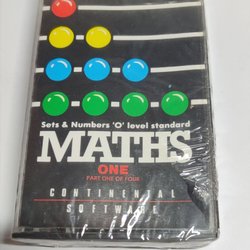 Sets & Numbers 'O' level standard
MATHS
ONE
PART ONE OF FOUR
CONTINENTAL
SOFTWARE